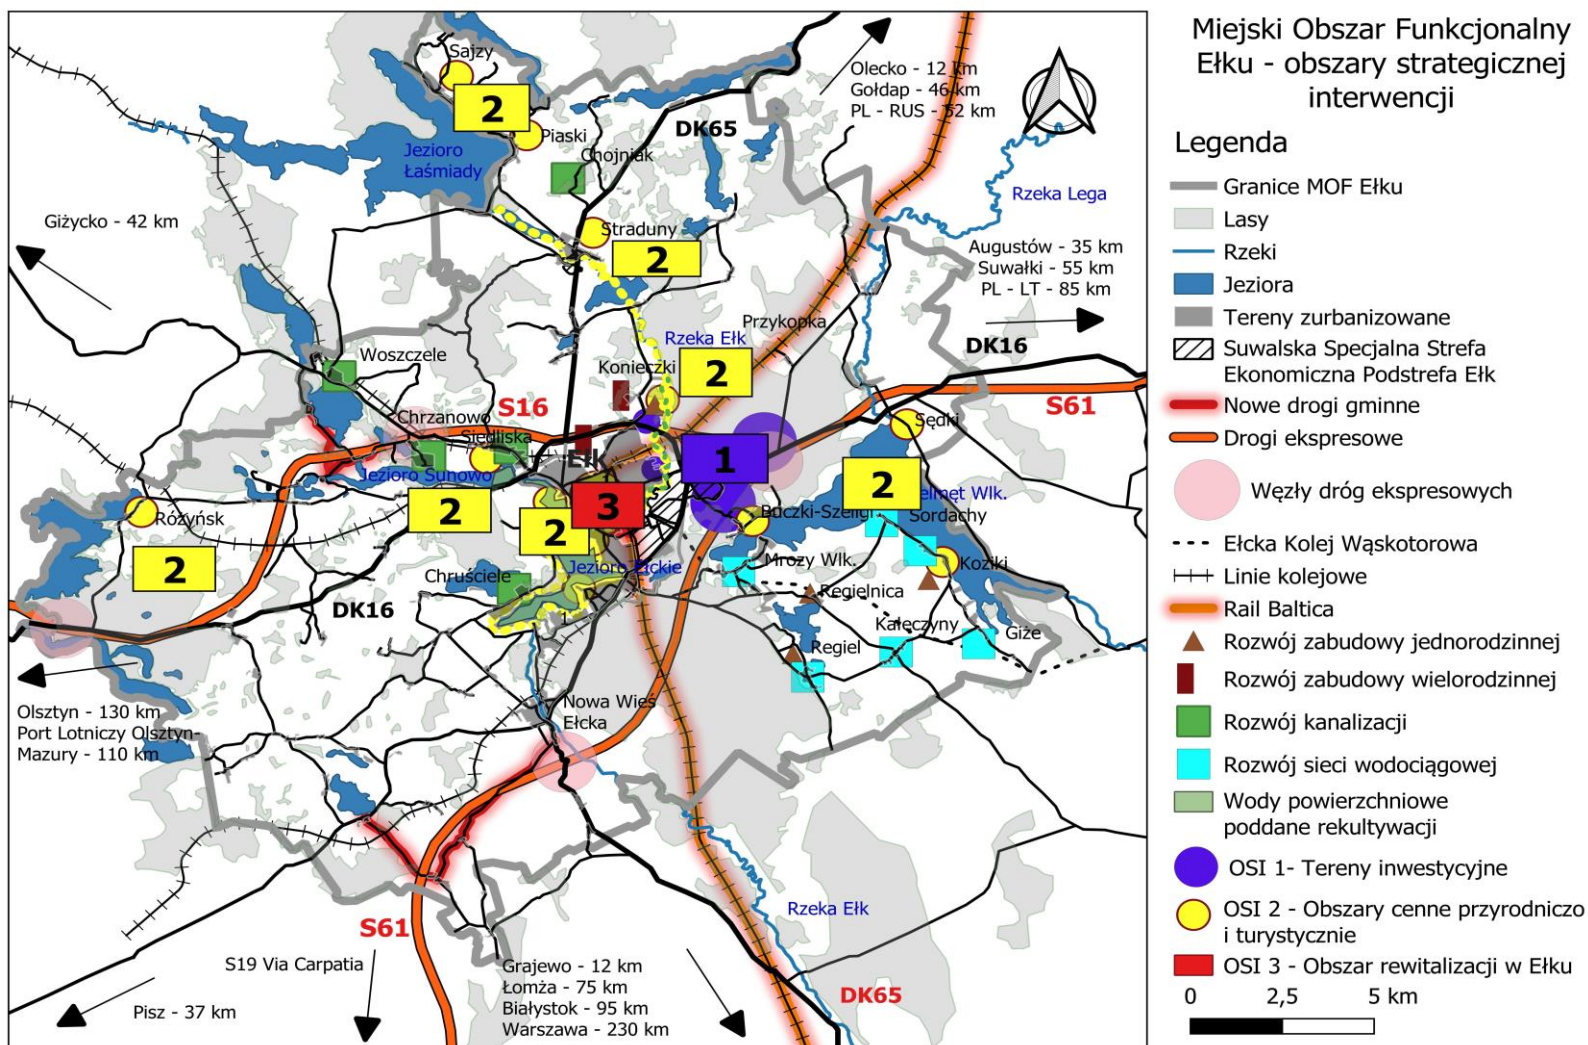 Miejski Obszar Funkcjonalny
Ełku - obszary strategicznej
interwencji
Legenda
Granice MOF Ełku
Lasy
Rzeki
Jeziora
Tereny zurbanizowane
Suwalska Specjalna Strefa
Ekonomiczna Podstrefa Ełk
Nowe drogi gminne
Drogi ekspresowe
Węzły dróg ekspresowych
Ełcka Kolej Wąskotorowa
Linie kolejowe
Rail Baltica
Rozwój zabudowy jednorodzinnej
Rozwój zabudowy wielorodzinnej
Rozwój kanalizacji
Rozwój sieci wodociągowej
Wody powierzchniowe
poddane rekultywacji
OSI 1- Tereny inwestycyjne
OSI 2 - Obszary cenne przyrodniczo
i turystycznie
OSI 3 - Obszar rewitalizacji w Ełku
0 2,5 5 km
Sajzy
2
Piaski
Jezioro
Łaśmiady
Chojniak
DK65
Olecko - 12 km
Gołdap - 46 km
PL - RUS - 52 km
Rzeka Lega
Giżycko - 42 km
Straduny
2
Augustów - 35 km
Suwałki - 55 km
PL - LT - 85 km
Przykopka
Rzeka Ełk
DK16
Woszczele
Konieczki
2
S16
S61
Chrzanowo
Siedliska
Sędki
Ełk
1
Jezioro Sunowo
2
2
3
2
2
Różyńsk
Buczki-Szeligi
Sordachy
2
Chruściele
Jezioro Ełckie
Mrozy Wlk.
Koziki
Regielnica
DK16
Kałęczyny
Giże
Regiel
Nowa Wieś
Ełcka
Olsztyn - 130 km
Port Lotniczy Olsztyn-
Mazury - 110 km
S61
Rzeka Ełk
S19 Via Carpatia
Grajewo - 12 km
Łomża - 75 km
Białystok - 95 km
Warszawa - 230 km
DK65
Pisz - 37 km